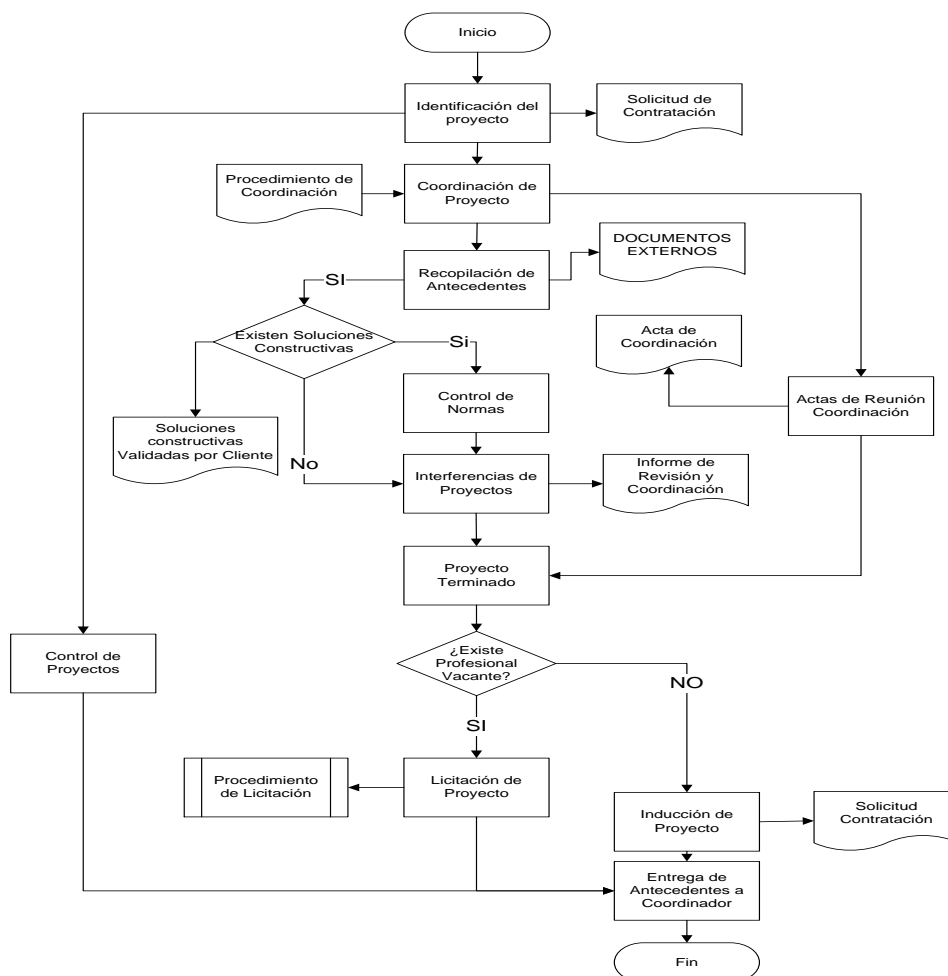 Inicio
Identificación del
proyecto
Solicitud de
Contratación
Procedimiento de
Coordinación
Coordinación de
Proyecto
Recopilación de
Antecedentes
DOCUMENTOS
EXTERNOS
SI
Existen Soluciones
Constructivas
Si
Acta de
Coordinación
Control de
Normas
Actas de Reunión
Coordinación
Soluciones
constructivas
Validadas por Cliente
No
Interferencias de
Proyectos
Informe de
Revisión y
Coordinación
Proyecto
Terminado
Control de
Proyectos
¿Existe
Profesional
Vacante?
NO
SI
Procedimiento
de Licitación
Licitación de
Proyecto
Inducción de
Proyecto
Solicitud
Contratación
Entrega de
Antecedentes a
Coordinador
Fin